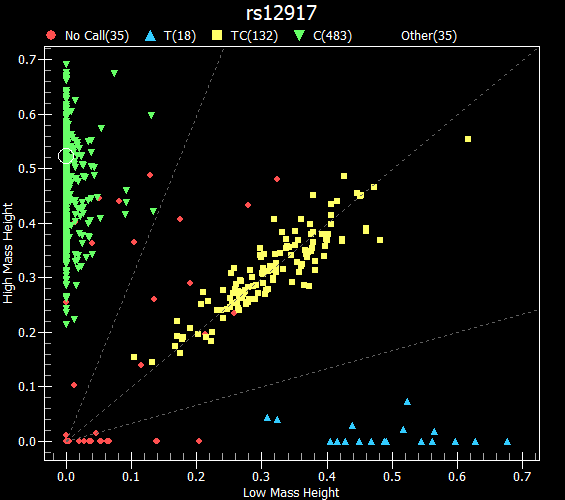 rs12917
No Call(35) T(18) TC(132) C(483) Other(35)
High Mass Height
0.7
0.6
0.5
0.4
0.3
0.2
0.1
0.0
0.0 0.1 0.2 0.3 0.4 0.5 0.6 0.7
Low Mass Height